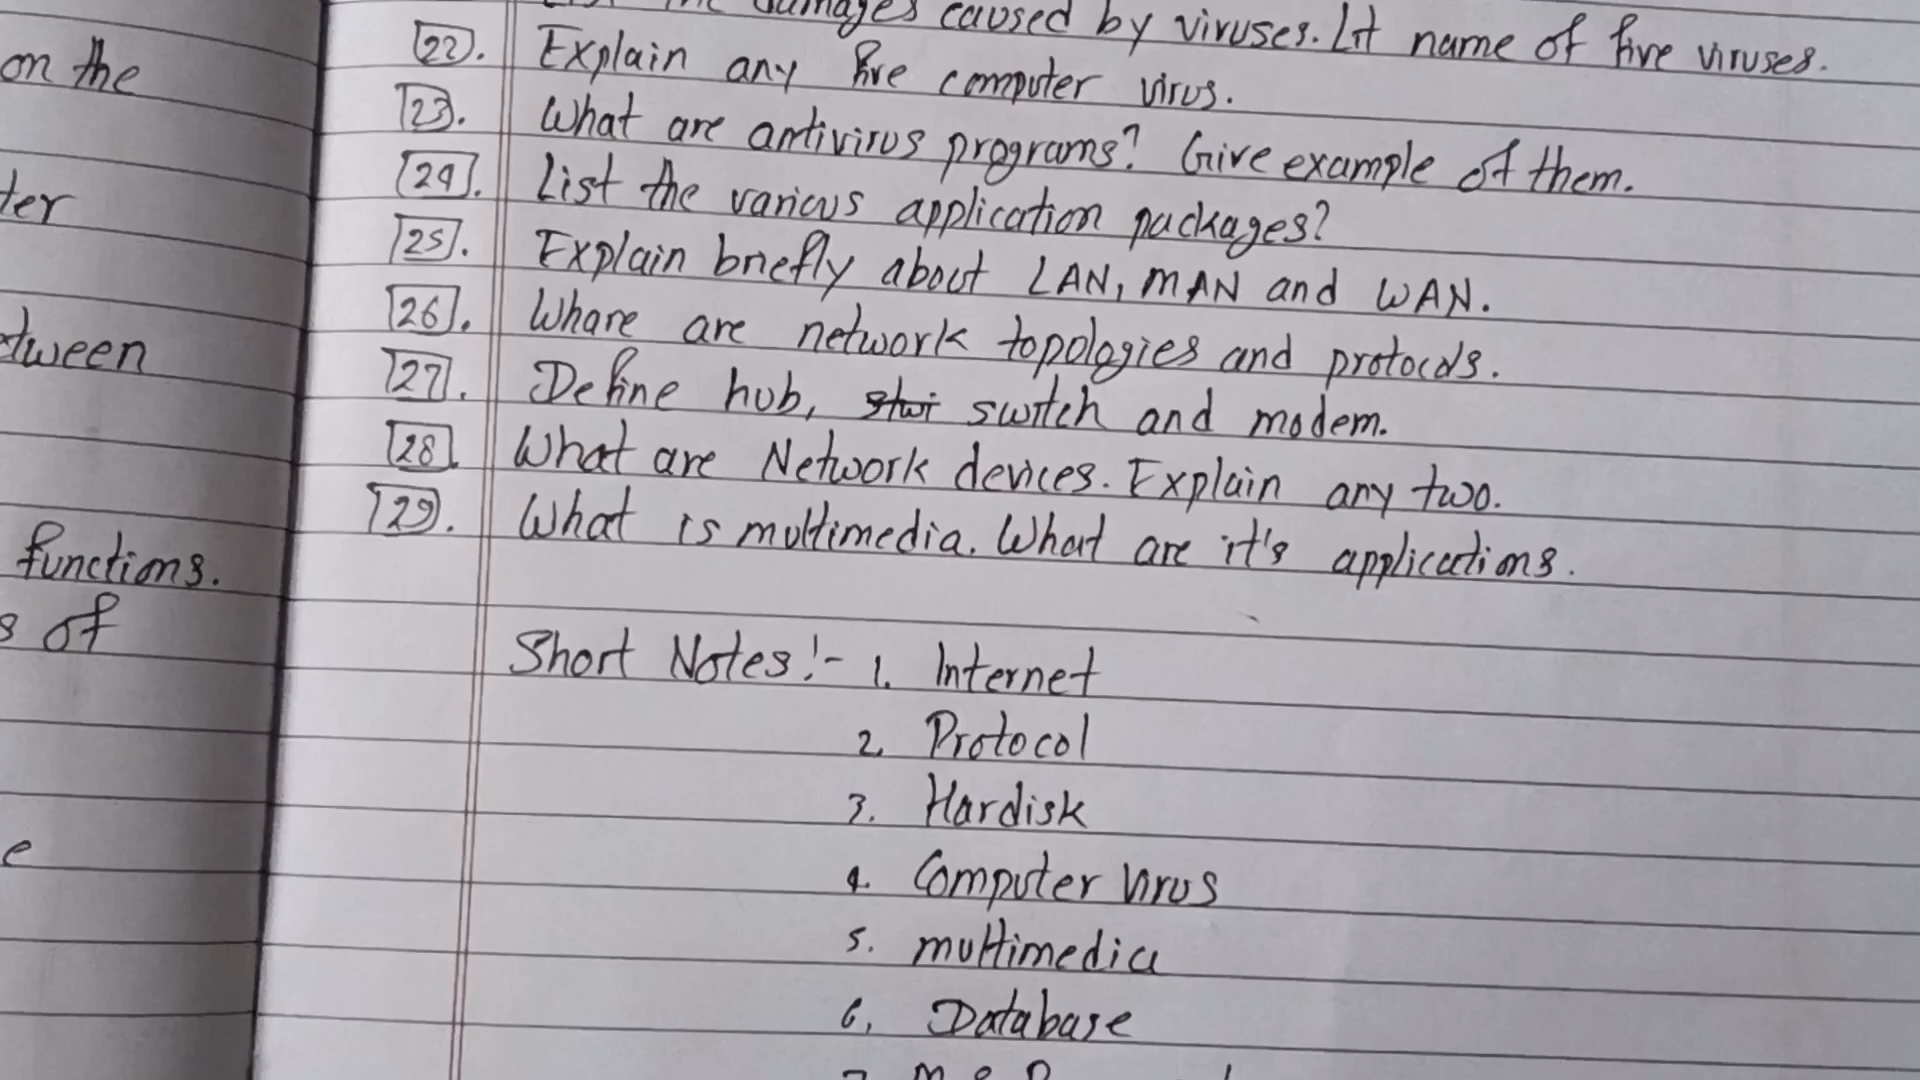 on the
ter
tween
functions.
s of
e
the damages caused by viruses. Lit name of five viruses.
22. Explain any five computer virus.
23. What are antivirus programs? Give example of them.
24. List the various application packages?
25. Explain briefly about LAN, MAN and WAN.
26. Whare are network topologies and protocols.
27. Define hub, switch and modem.
28. What are Network devices. Explain any two.
29. What is multimedia. What are it's applications.
Short Notes:- 1. Internet
2. Protocol
3. Hardisk
4. Computer Virus
5. multimedia
6. Database